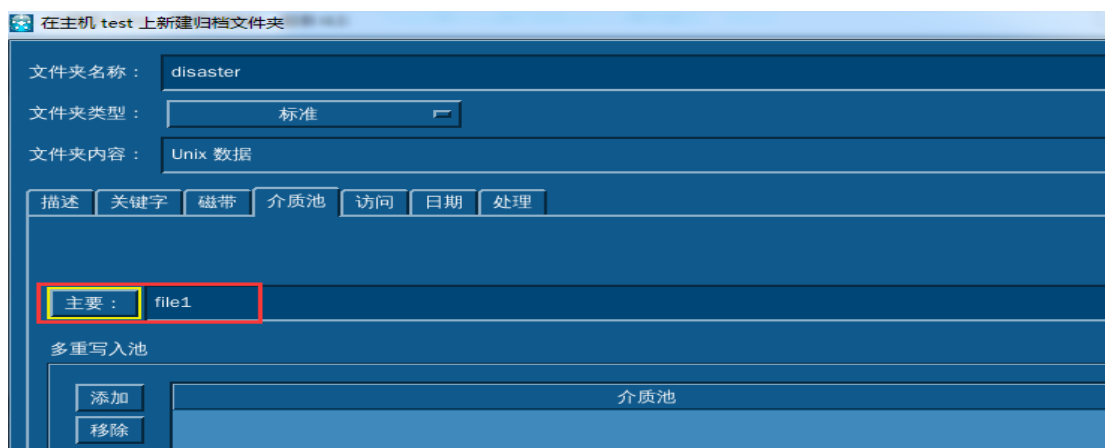 在主机 test 上新建归档文件夹
文件夹名称： disaster
文件夹类型： 标准
文件夹内容： Unix 数据
描述 关键字 磁带 介质池 访问 日期 处理
主要： file1
多重写入池
添加 介质池
移除